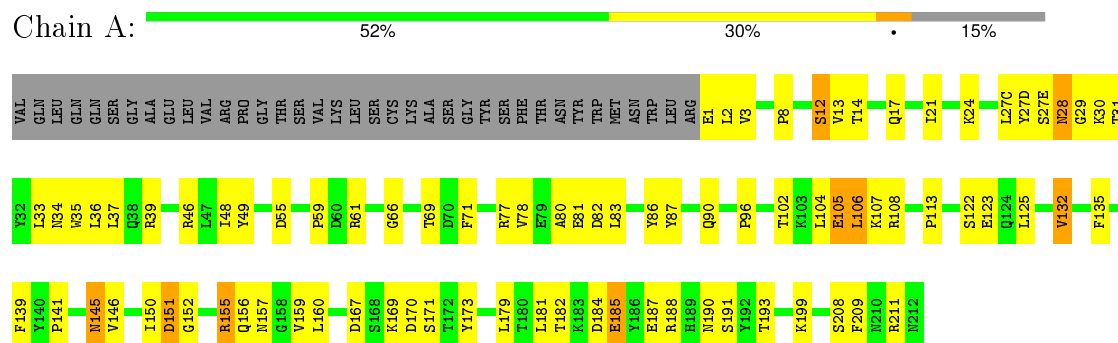 Chain A:
52% 30% • 15%
VAL GLN LEU GLN GLN SER GLY ALA GLU LEU VAL ARG PRO GLY THR SER VAL LYS LEU SER CYS LYS ALA SER GLY TYR SER PHE THR ASN TYR TRP MET ASN TRP LEU ARG E1 L2 V3 P8 S12 V13 T14 Q17 I21 K24 L27C Y27D S27E N28 G29 K30 T31
Y32 L33 N34 W35 L36 L37 Q38 R39 R46 L47 I48 Y49 D55 P59 D60 R61 G66 T69 D70 F71 R77 V78 E79 A80 E81 D82 L83 Y86 Y87 Q90 P96 T102 K103 L104 E105 L106 K107 R108 P113 S122 E123 Q124 L125 V132 F135
F139 Y140 P141 N145 V146 I150 D151 G152 R155 Q156 N157 G158 V159 L160 D167 S168 K169 D170 S171 T172 Y173 L179 T180 L181 T182 K183 D184 E185 Y186 E187 R188 H189 N190 S191 Y192 T193 K199 S208 F209 N210 R211 N212